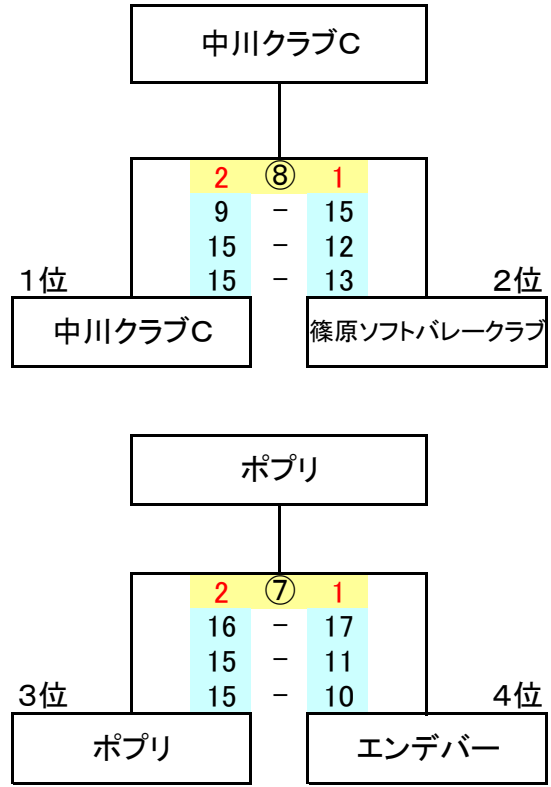 中川クラブC
2 ⑧ 1
9 - 15
15 - 12
15 - 13
1位 2位
中川クラブC 篠原ソフトバレークラブ
ポプリ
2 ⑦ 1
16 - 17
15 - 11
15 - 10
3位 4位
ポプリ エンデバー